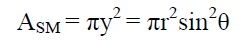 A_SM = πy² = πr²sin²θ